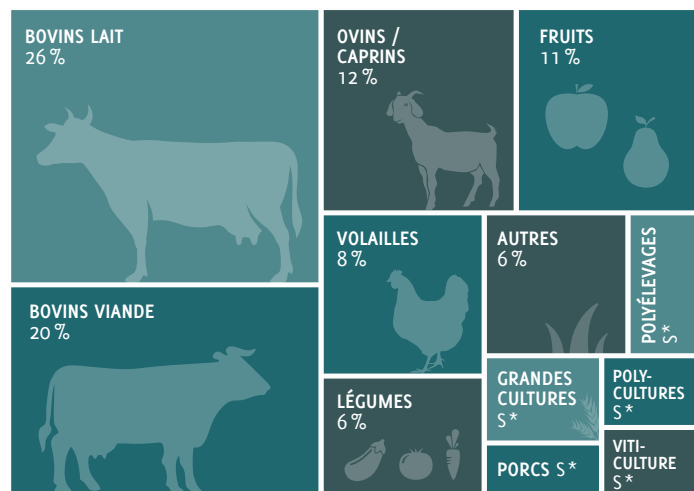 BOVINS LAIT
26 %
OVINS /
CAPRINS
12 %
FRUITS
11 %
BOVINS VIANDE
20 %
VOLAILLES
8 %
AUTRES
6 %
POLYÉLEVAGES
S*
LÉGUMES
6 %
GRANDES
CULTURES
S*
POLY-
CULTURES
S*
PORCS S*
VITI-
CULTURE
S*